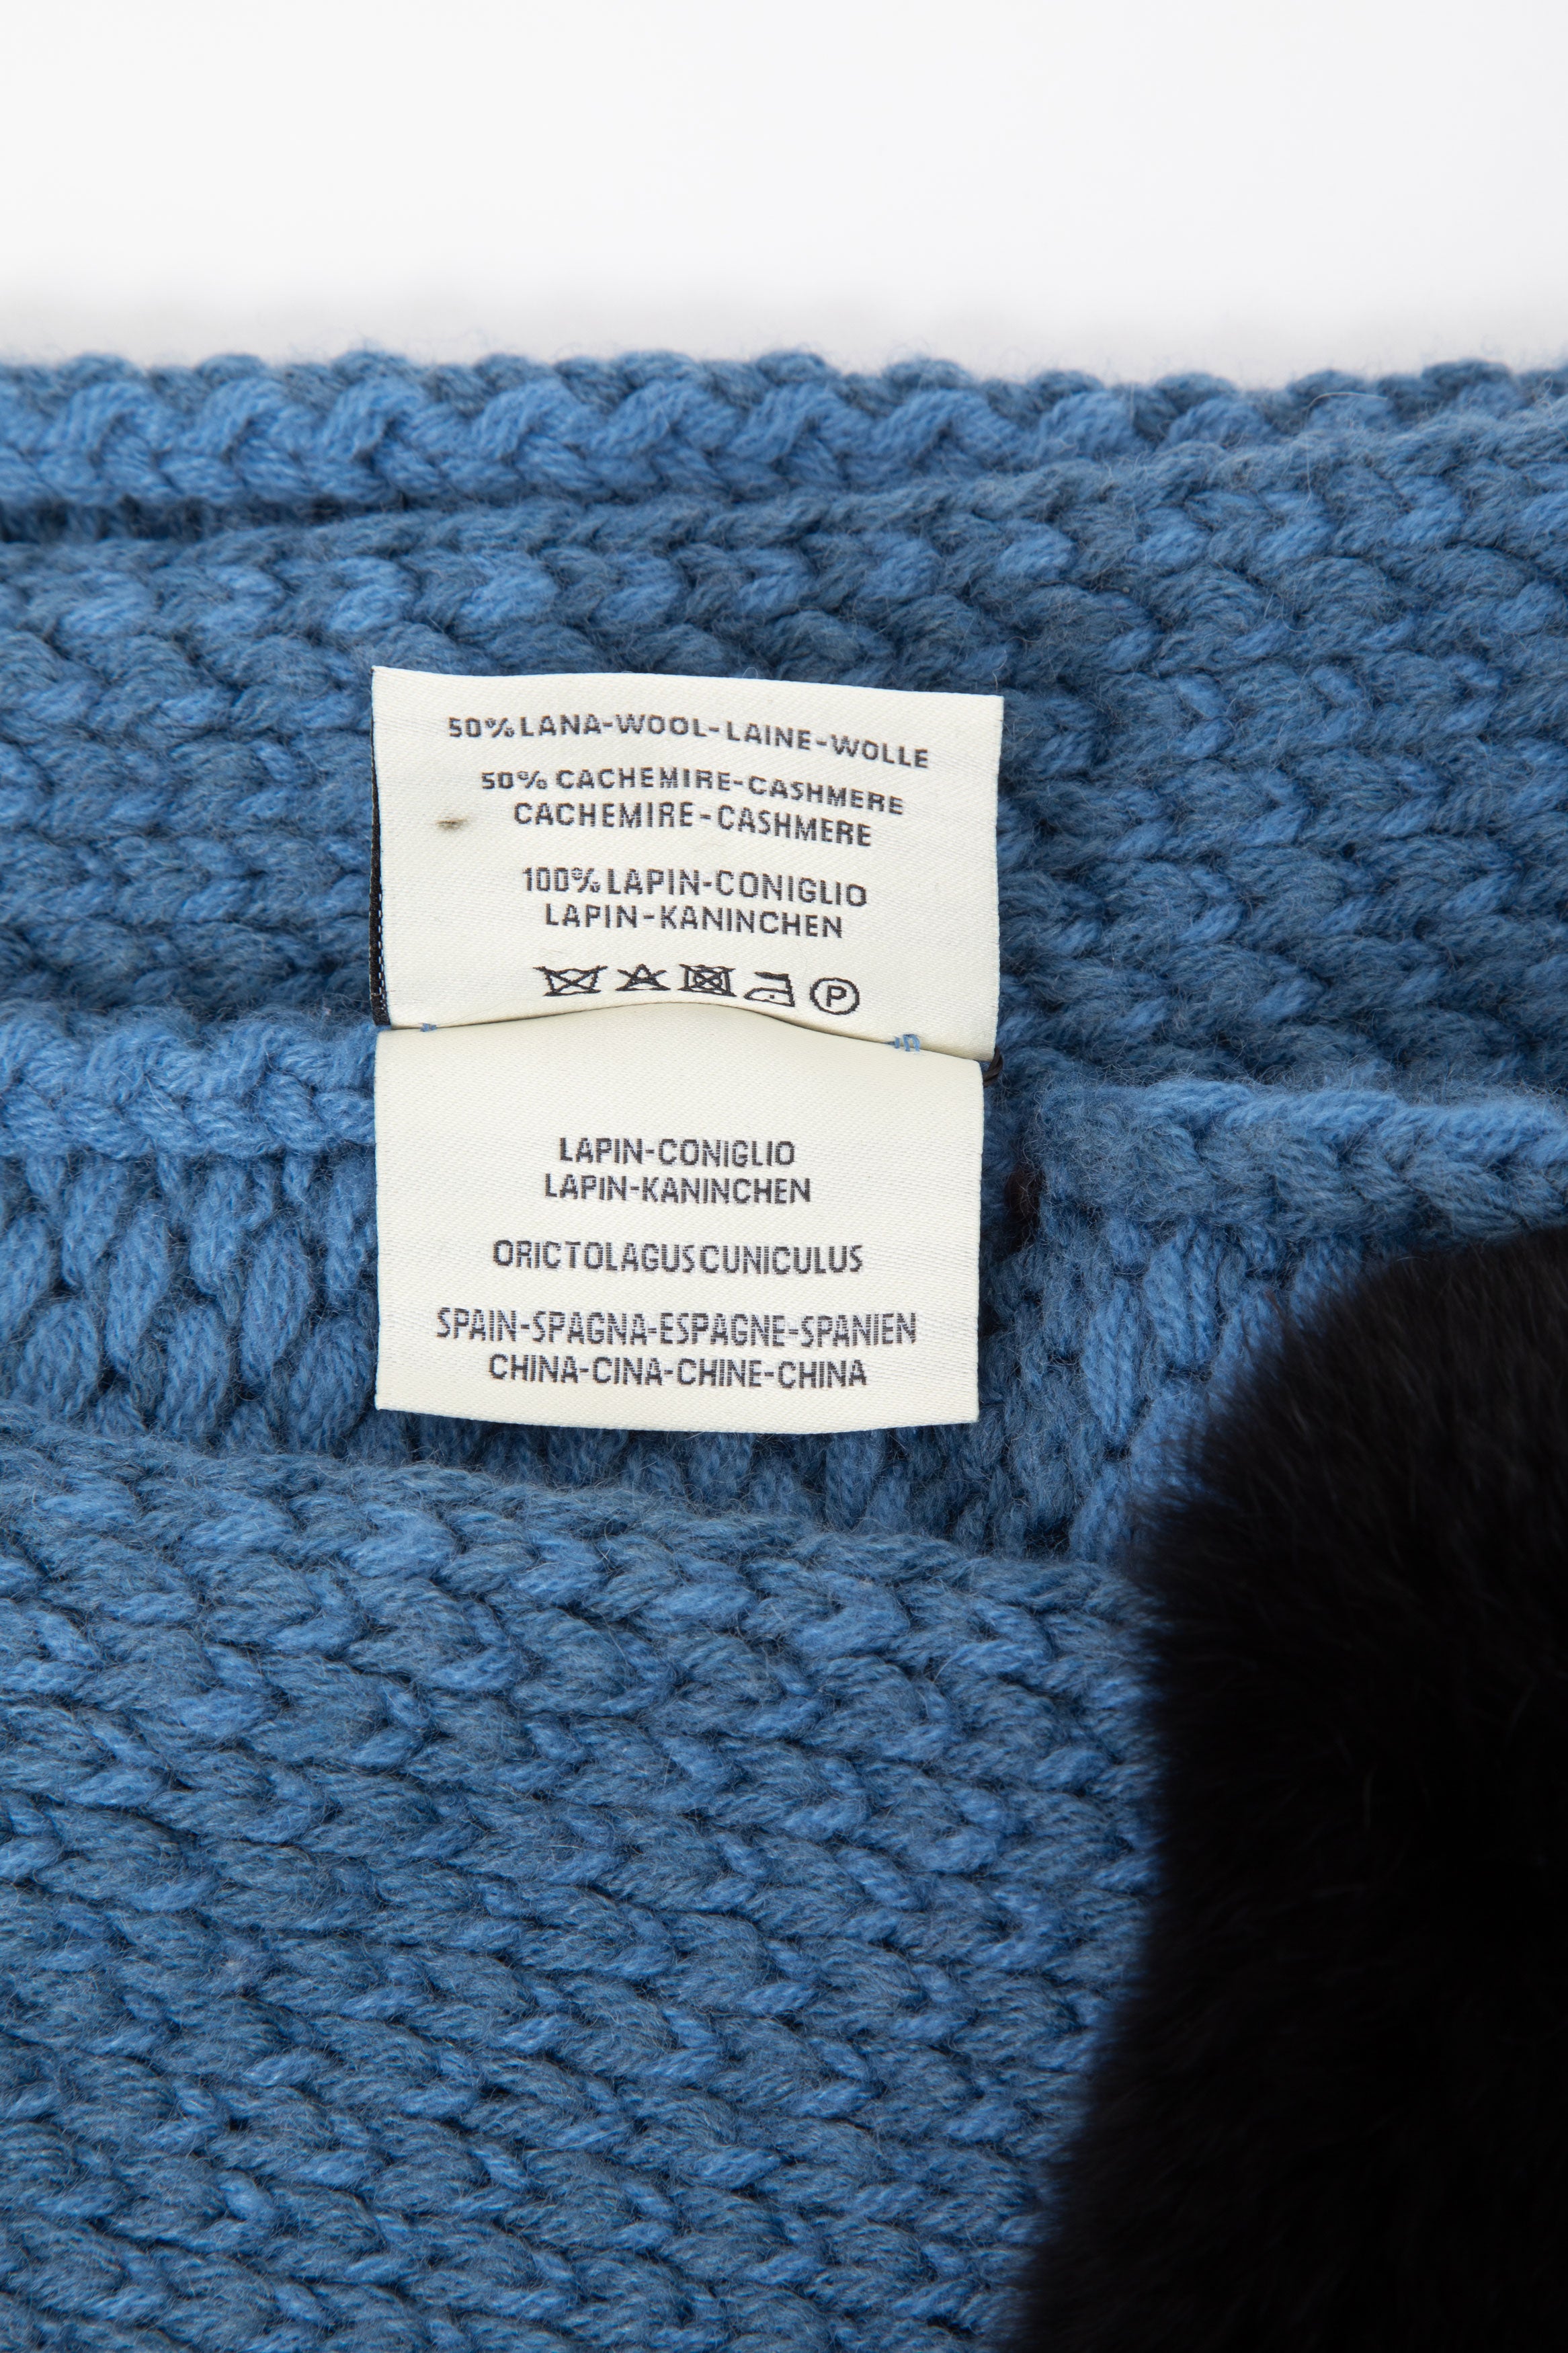 50% LANA-WOOL-LAINE-WOLLE
50% CACHEMIRE-CASHMERE
CACHEMIRE-CASHMERE
100% LAPIN-CONIGLIO
LAPIN-KANINCHEN
P
LAPIN-CONIGLIO
LAPIN-KANINCHEN
ORICTOLAGUS CUNICULUS
SPAIN-SPAGNA-ESPAGNE-SPANIEN
CHINA-CINA-CHINE-CHINA